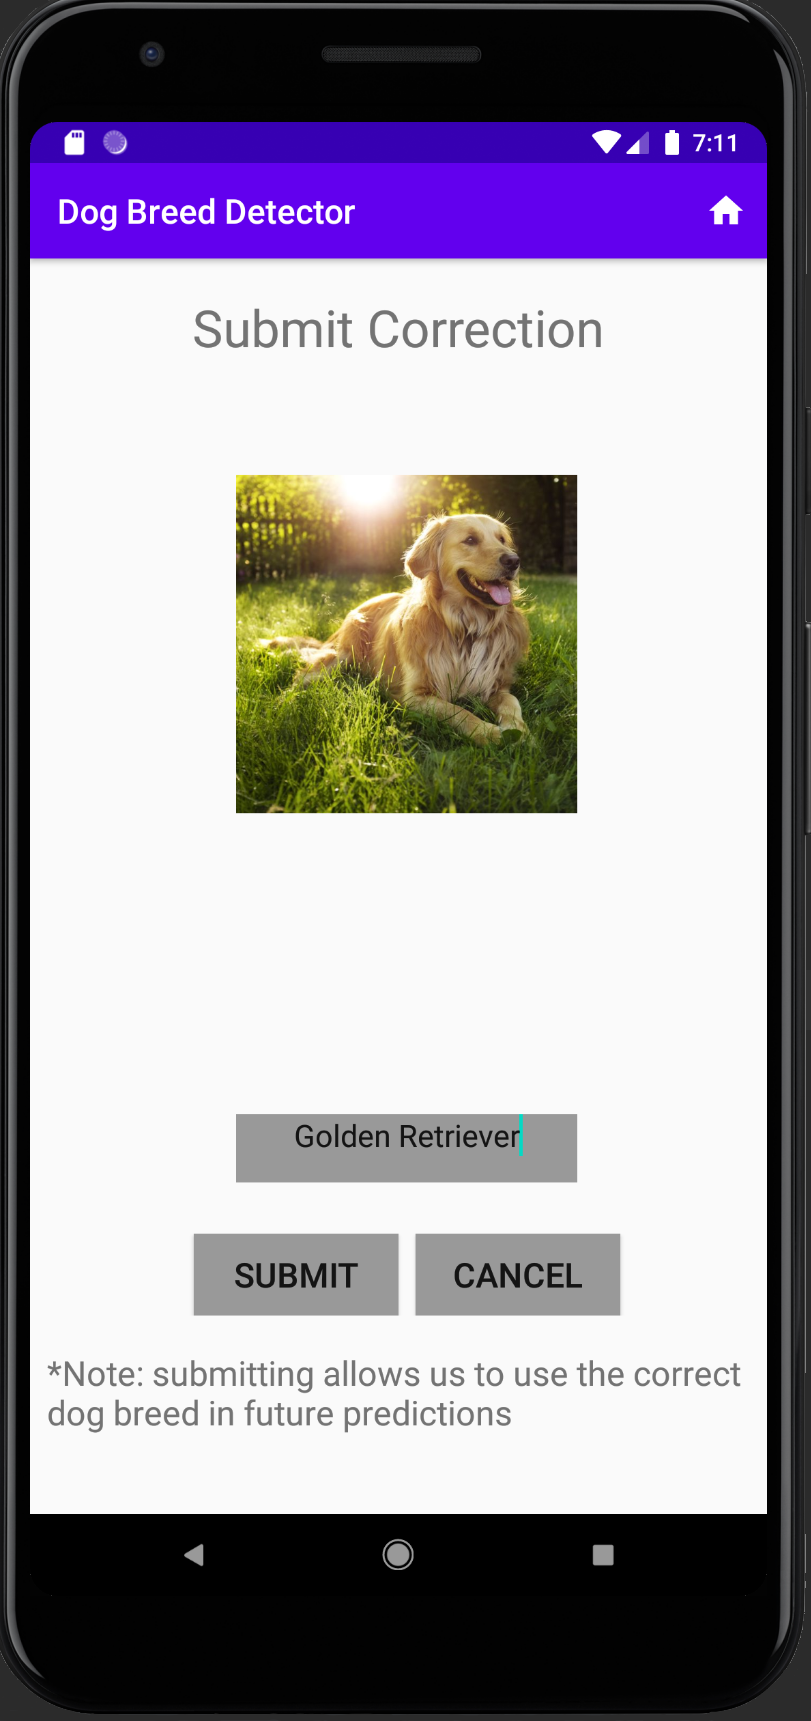 7:11
Dog Breed Detector
Submit Correction
Golden Retriever
SUBMIT CANCEL
*Note: submitting allows us to use the correct
dog breed in future predictions